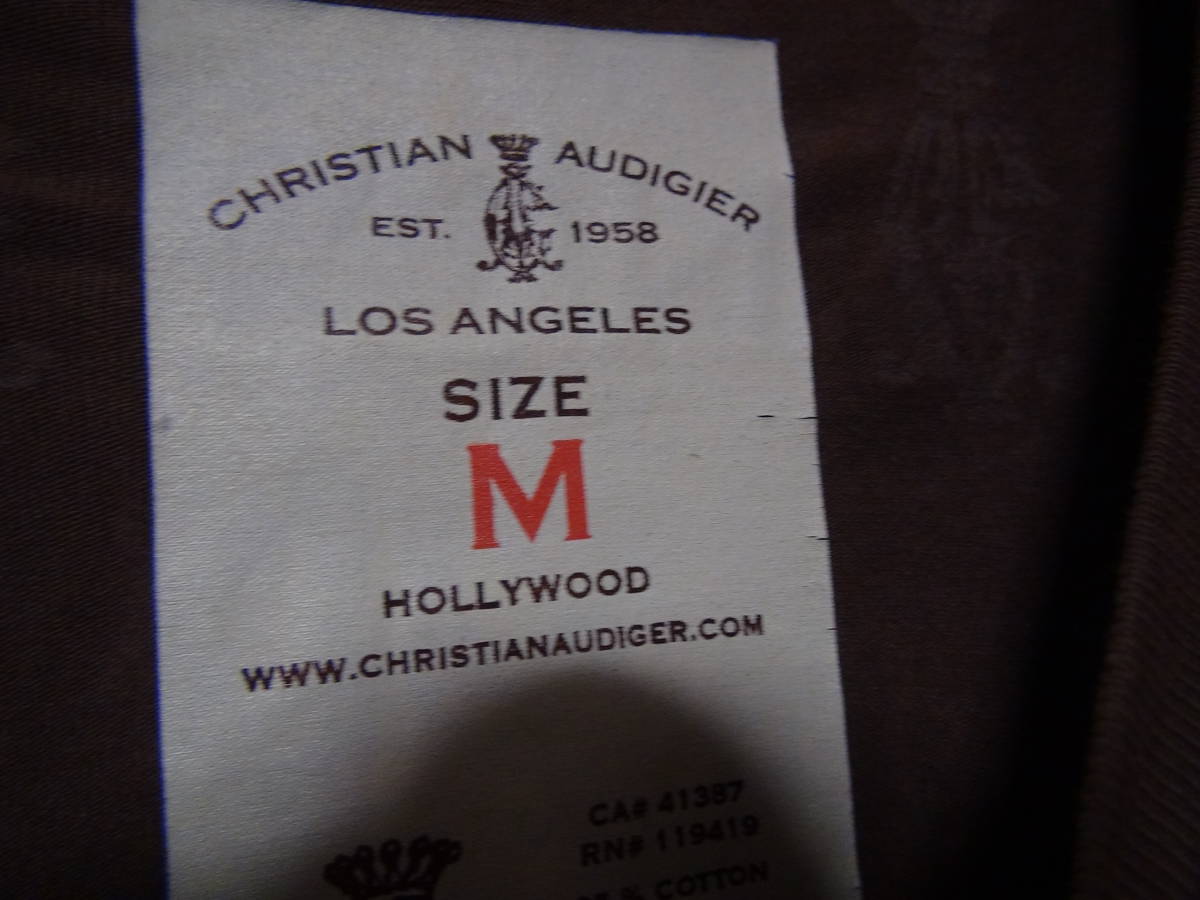 CHRISTIAN AUDIGIER
EST. 1958
LOS ANGELES
SIZE
M
HOLLYWOOD
WWW.CHRISTIANAUDIGER.COM
CA# 41387
RN# 119419
% COTTON